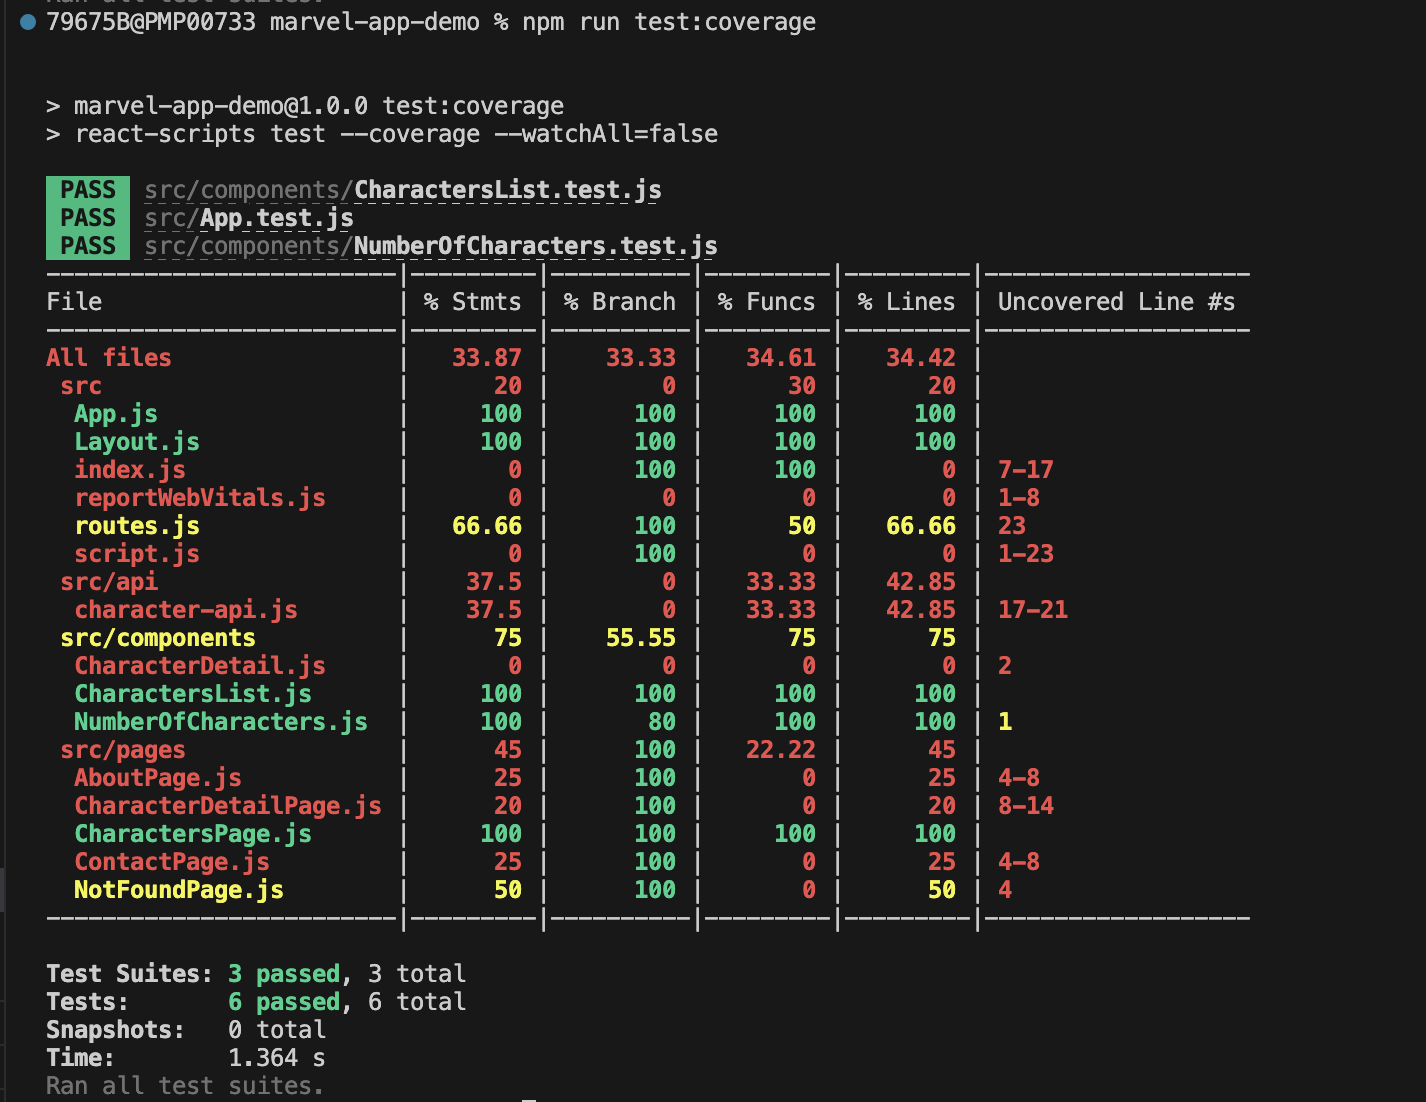 Ran all test suites.
79675B@PMP00733 marvel-app-demo % npm run test:coverage
> marvel-app-demo@1.0.0 test:coverage
> react-scripts test --coverage --watchAll=false
PASS src/components/CharactersList.test.js
PASS src/App.test.js
PASS src/components/NumberOfCharacters.test.js
File | % Stmts | % Branch | % Funcs | % Lines | Uncovered Line #s
All files | 33.87 | 33.33 | 34.61 | 34.42 |
src | 20 | 0 | 30 | 20 |
App.js | 100 | 100 | 100 | 100 |
Layout.js | 100 | 100 | 100 | 100 |
index.js | 0 | 100 | 100 | 0 | 7-17
reportWebVitals.js | 0 | 0 | 0 | 0 | 1-8
routes.js | 66.66 | 100 | 50 | 66.66 | 23
script.js | 0 | 100 | 0 | 0 | 1-23
src/api | 37.5 | 0 | 33.33 | 42.85 |
character-api.js | 37.5 | 0 | 33.33 | 42.85 | 17-21
src/components | 75 | 55.55 | 75 | 75 |
CharacterDetail.js | 0 | 0 | 0 | 0 | 2
CharactersList.js | 100 | 100 | 100 | 100 |
NumberOfCharacters.js | 100 | 80 | 100 | 100 | 1
src/pages | 45 | 100 | 22.22 | 45 |
AboutPage.js | 25 | 100 | 0 | 25 | 4-8
CharacterDetailPage.js | 20 | 100 | 0 | 20 | 8-14
CharactersPage.js | 100 | 100 | 100 | 100 |
ContactPage.js | 25 | 100 | 0 | 25 | 4-8
NotFoundPage.js | 50 | 100 | 0 | 50 | 4
Test Suites: 3 passed, 3 total
Tests: 6 passed, 6 total
Snapshots: 0 total
Time: 1.364 s
Ran all test suites.